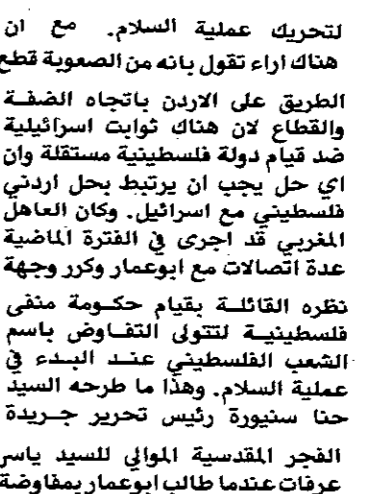 لتحريك عملية السلام. مع ان
هناك اراء تقول بانه من الصعوبة قطع
الطريق على الاردن باتجاه الضفة
والقطاع لان هناك ثوابت اسرائيلية
ضد قيام دولة فلسطينية مستقلة وان
اي حل يجب ان يرتبط بحل اردني
فلسطيني مع اسرائيل. وكان العاهل
المغربي قد اجرى في الفترة الماضية
عدة اتصالات مع ابوعمار وكرر وجهة
نظره القائلة بقيام حكومة منفى
فلسطينية لتتولى التفاوض باسم
الشعب الفلسطيني عند البدء في
عملية السلام. وهذا ما طرحه السيد
حنا سنيورة رئيس تحرير جريدة
الفجر المقدسية الموالي للسيد ياسر
عرفات عندما طالب ابوعمار بمفاوضة